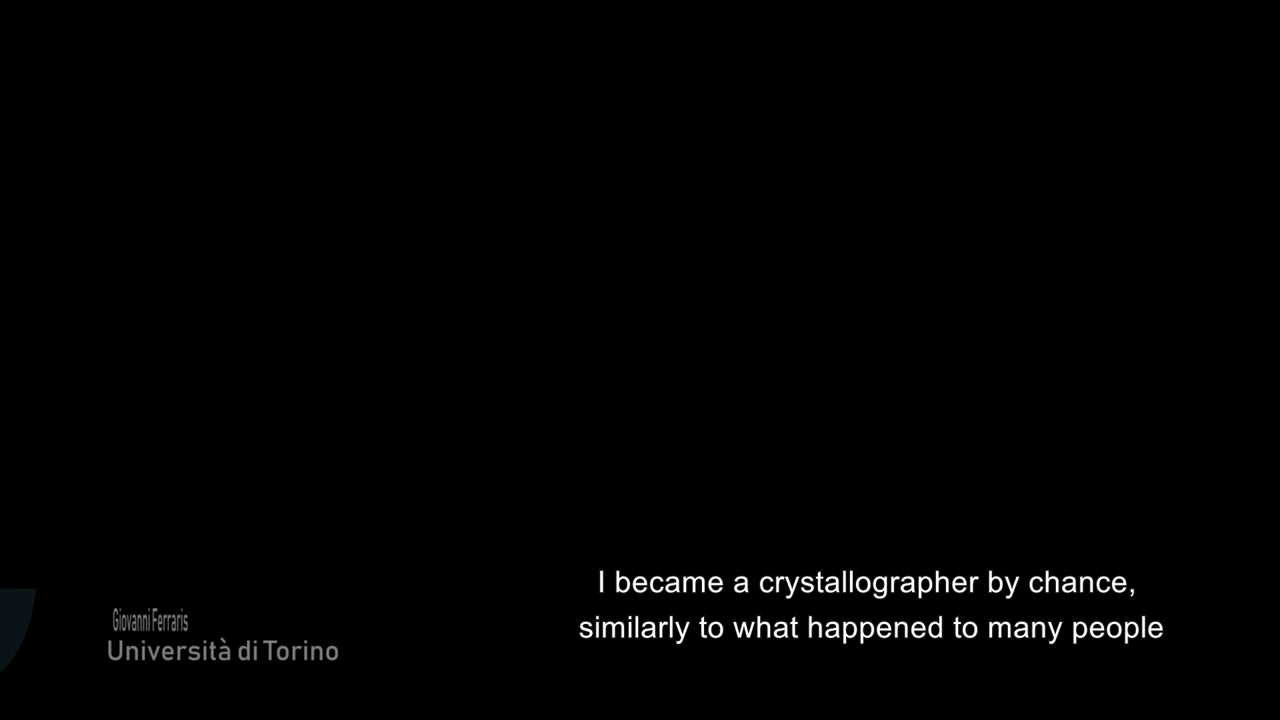 I became a crystallographer by chance,
similarly to what happened to many people
Giovanni Ferraris
Università di Torino